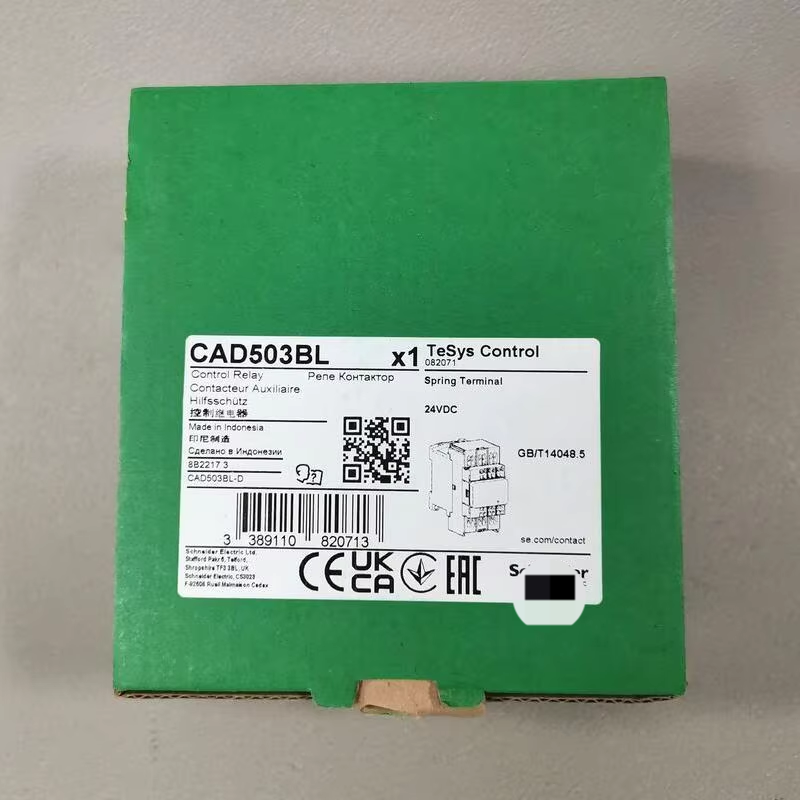 CAD503BL x1
Control Relay Реле Контактор
Contacteur Auxiliaire
Hilfsschütz
控制继电器
Made in Indonesia
印尼制造
Сделано в Индонезии
8B2217 3
CAD503BL-D
TeSys Control
082071
Spring Terminal
24VDC
GB/T14048.5
?
se.com/contact
3 389110 820713
Schneider Electric Ltd.
Stafford Pakr 5, Telford,
Shropshire TF3 3BL, UK
Schneider Electric, CS3023
F-92506 Rueil Malmaison Cedex
CE UK CA EAC